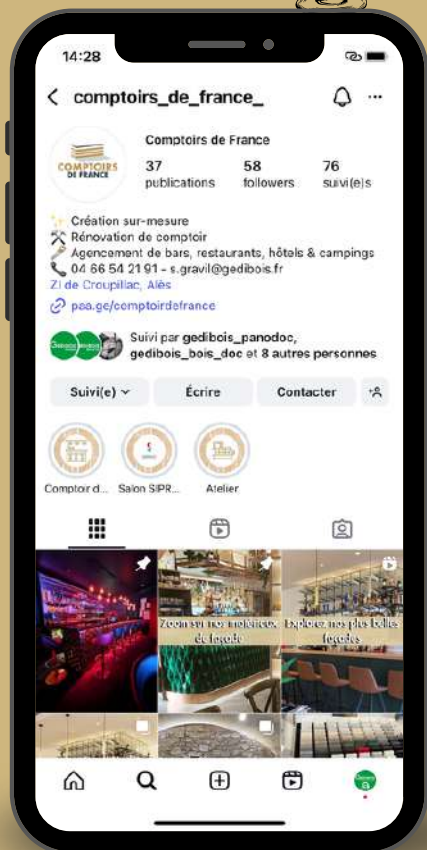 14:28
comptoirs_de_france_
COMPTOIRS
DE FRANCE
Comptoirs de France
37 58 76
publications followers suivi(e)s
Création sur-mesure
Rénovation de comptoir
Agencement de bars, restaurants, hôtels & campings
04 66 54 21 91 - s.gravil@gedibois.fr
ZI de Croupillac, Alès
paa.ge/comptoirdefrance
Suivi par gedibois_panodoc,
gedibois_bois_doc et 8 autres personnes
Suivi(e) Écrire Contacter
Comptoir d... Salon SIPR... Atelier
Zoom sur nos matériaux
de façade
Explorez nos plus belles
façades